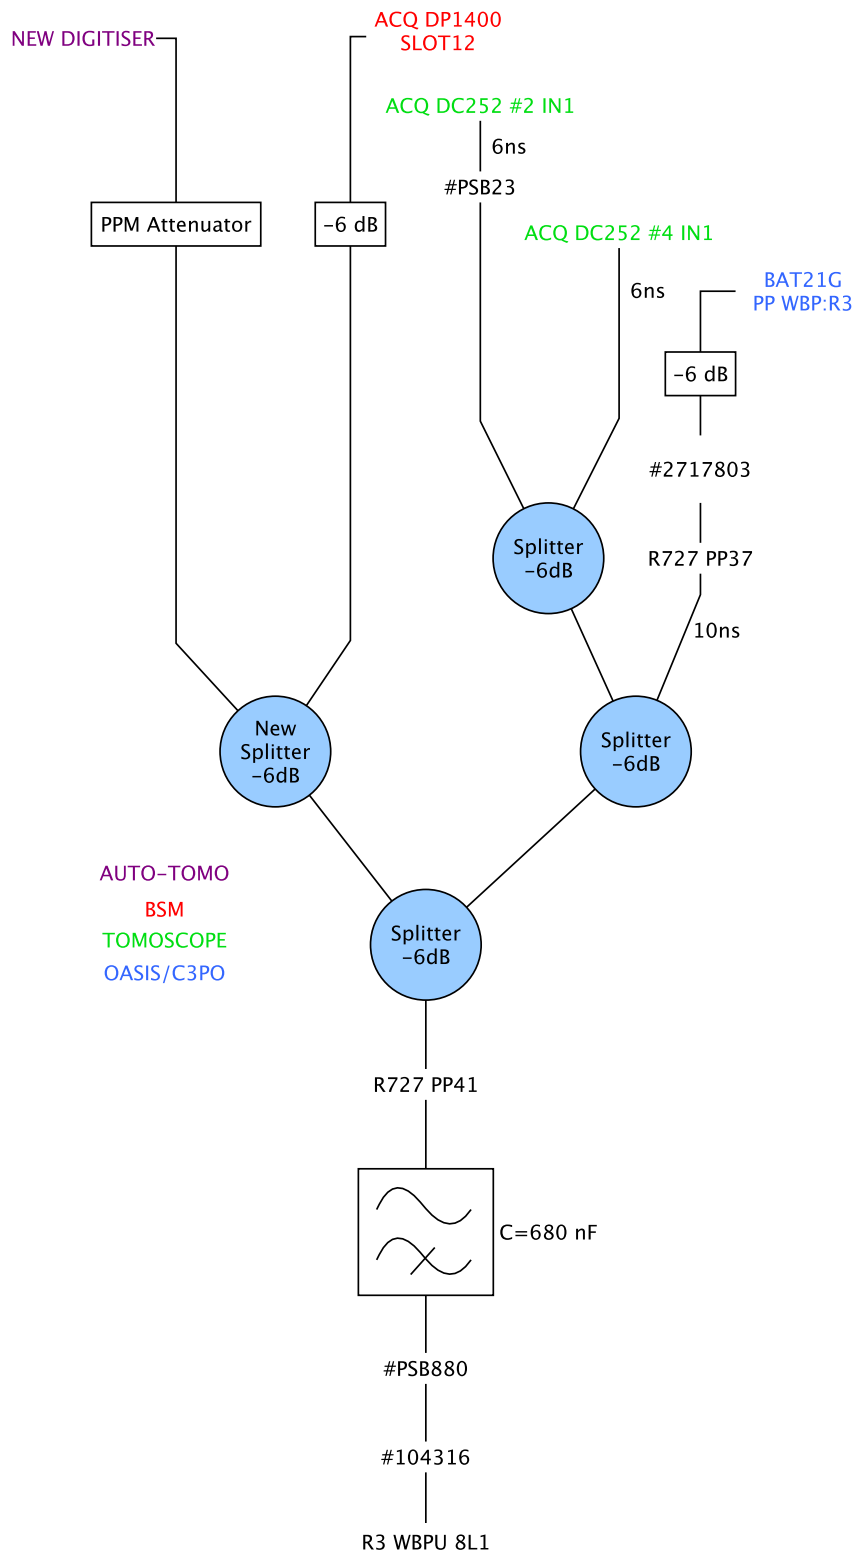 NEW DIGITISER
ACQ DP1400
SLOT12
ACQ DC252 #2 IN1
6ns
#PSB23
PPM Attenuator
−6 dB
ACQ DC252 #4 IN1
6ns
BAT21G
PP WBP:R3
−6 dB
#2717803
Splitter
−6dB
R727 PP37
10ns
New
Splitter
−6dB
Splitter
−6dB
AUTO−TOMO
BSM
TOMOSCOPE
OASIS/C3PO
Splitter
−6dB
R727 PP41
C=680 nF
#PSB880
#104316
R3 WBPU 8L1